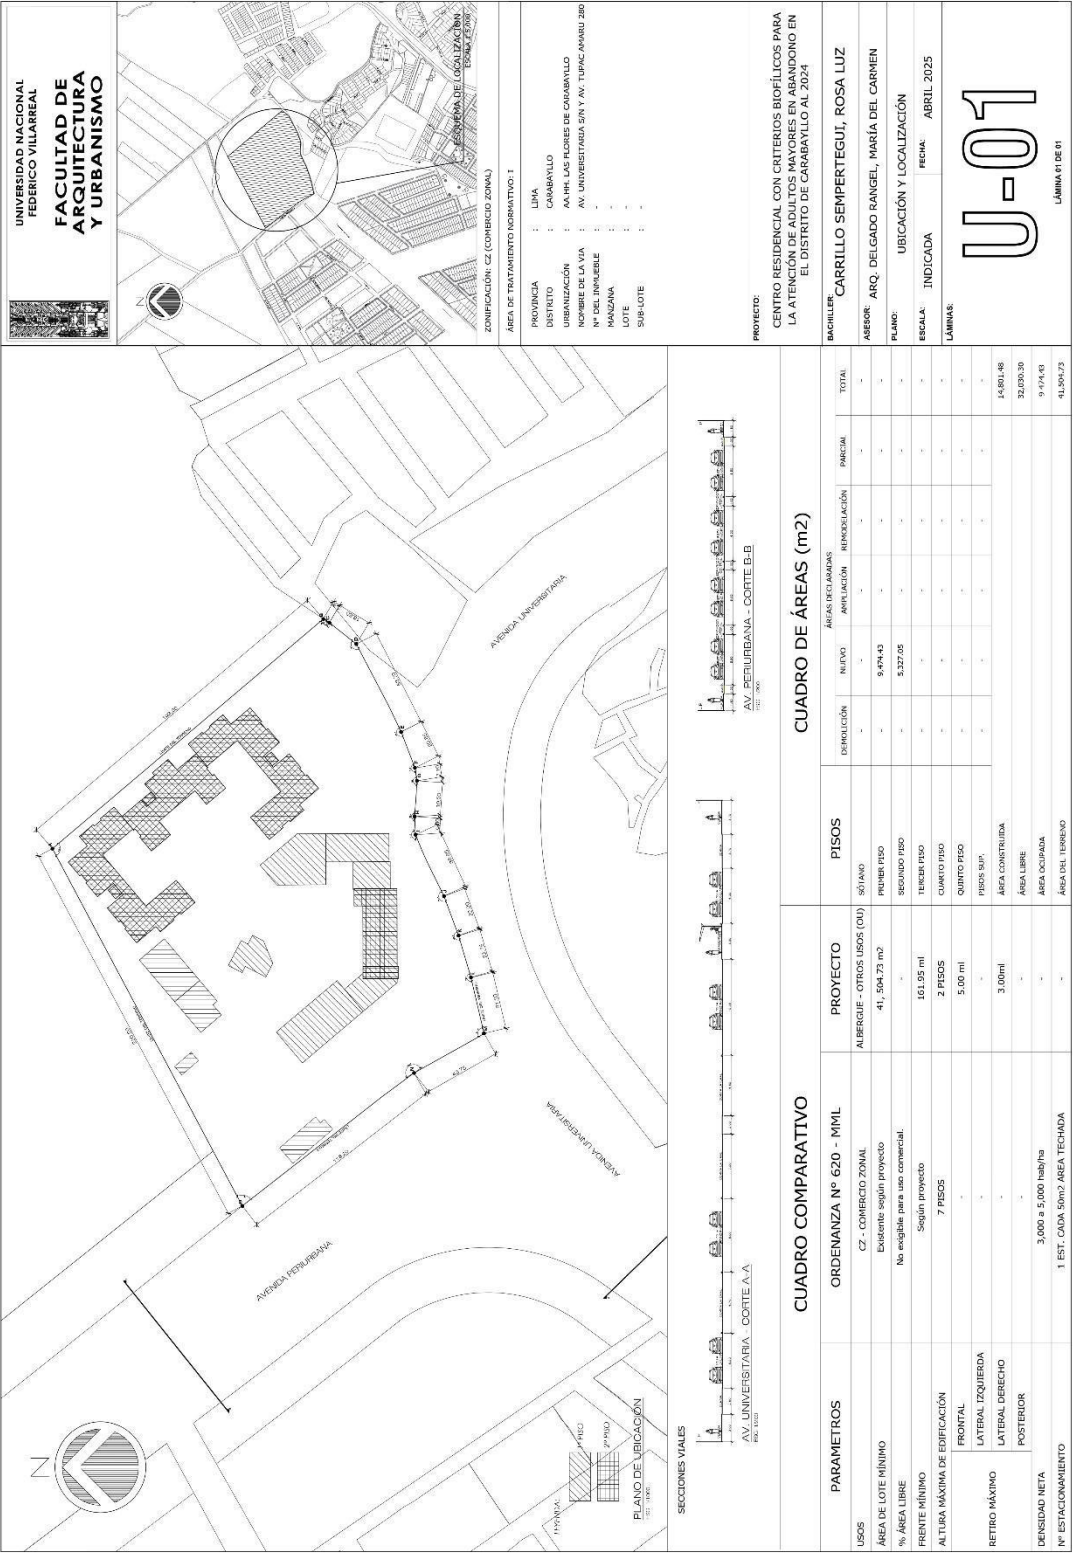 UNIVERSIDAD NACIONAL
FEDERICO VILLARREAL
FACULTAD DE
ARQUITECTURA
Y URBANISMO
N
ESQUEMA DE LOCALIZACIÓN
ZONIFICACIÓN: CZ (COMERCIO ZONAL)
ÁREA DE TRATAMIENTO NORMATIVO: I
PROVINCIA : LIMA
DISTRITO : CARABAYLLO
URBANIZACIÓN : AA.HH. LAS FLORES DE CARABAYLLO
NOMBRE DE LA VIA : AV. UNIVERSITARIA S/N Y AV. TUPAC AMARU 280
N° DEL INMUEBLE : -
MANZANA : -
LOTE : -
SUB-LOTE : -
PROYECTO:
CENTRO RESIDENCIAL CON CRITERIOS BIOFÍLICOS PARA
LA ATENCIÓN DE ADULTOS MAYORES EN ABANDONO EN
EL DISTRITO DE CARABAYLLO AL 2024
BACHILLER:
CARRILLO SEMPERTEGUI, ROSA LUZ
ASESOR:
ARQ. DELGADO RANGEL, MARÍA DEL CARMEN
PLANO:
UBICACIÓN Y LOCALIZACIÓN
ESCALA: INDICADA FECHA: ABRIL 2025
LÁMINAS:
U-01
LÁMINA 01 DE 01
N
AVENIDA PERIURBANA
AVENIDA UNIVERSITARIA
AVENIDA UNIVERSITARIA
LEYENDA:
1° PISO
2° PISO
PLANO DE UBICACIÓN
SECCIONES VIALES
AV. UNIVERSITARIA - CORTE A-A
AV. PERIURBANA - CORTE B-B
CUADRO COMPARATIVO
PARAMETROS ORDENANZA N° 620 - MML PROYECTO
USOS CZ - COMERCIO ZONAL ALBERGUE - OTROS USOS (OU)
ÁREA DE LOTE MÍNIMO Existente según proyecto 41, 504.73 m2
% ÁREA LIBRE No exigible para uso comercial. -
FRENTE MÍNIMO Según proyecto 161.95 ml
ALTURA MÁXIMA DE EDIFICACIÓN 7 PISOS 2 PISOS
RETIRO MÁXIMO
FRONTAL - 5.00 ml
LATERAL IZQUIERDA - -
LATERAL DERECHO - 3.00ml
POSTERIOR - -
DENSIDAD NETA 3,000 a 5,000 hab/ha -
N° ESTACIONAMIENTO 1 EST. CADA 50m2 AREA TECHADA -
CUADRO DE ÁREAS (m2)
PISOS ÁREAS DECLARADAS
DEMOLICIÓN NUEVO AMPLIACIÓN REMODELACIÓN PARCIAL TOTAL
SÓTANO - - - - - -
PRIMER PISO - 9,474.43 - - - -
SEGUNDO PISO - 5,327.05 - - - -
TERCER PISO - - - - - -
CUARTO PISO - - - - - -
QUINTO PISO - - - - - -
PISOS SUP. - - - - - -
ÁREA CONSTRUIDA 14,801.48
ÁREA LIBRE 32,030.30
ÁREA OCUPADA 9 474.43
ÁREA DEL TERRENO 41,504.73